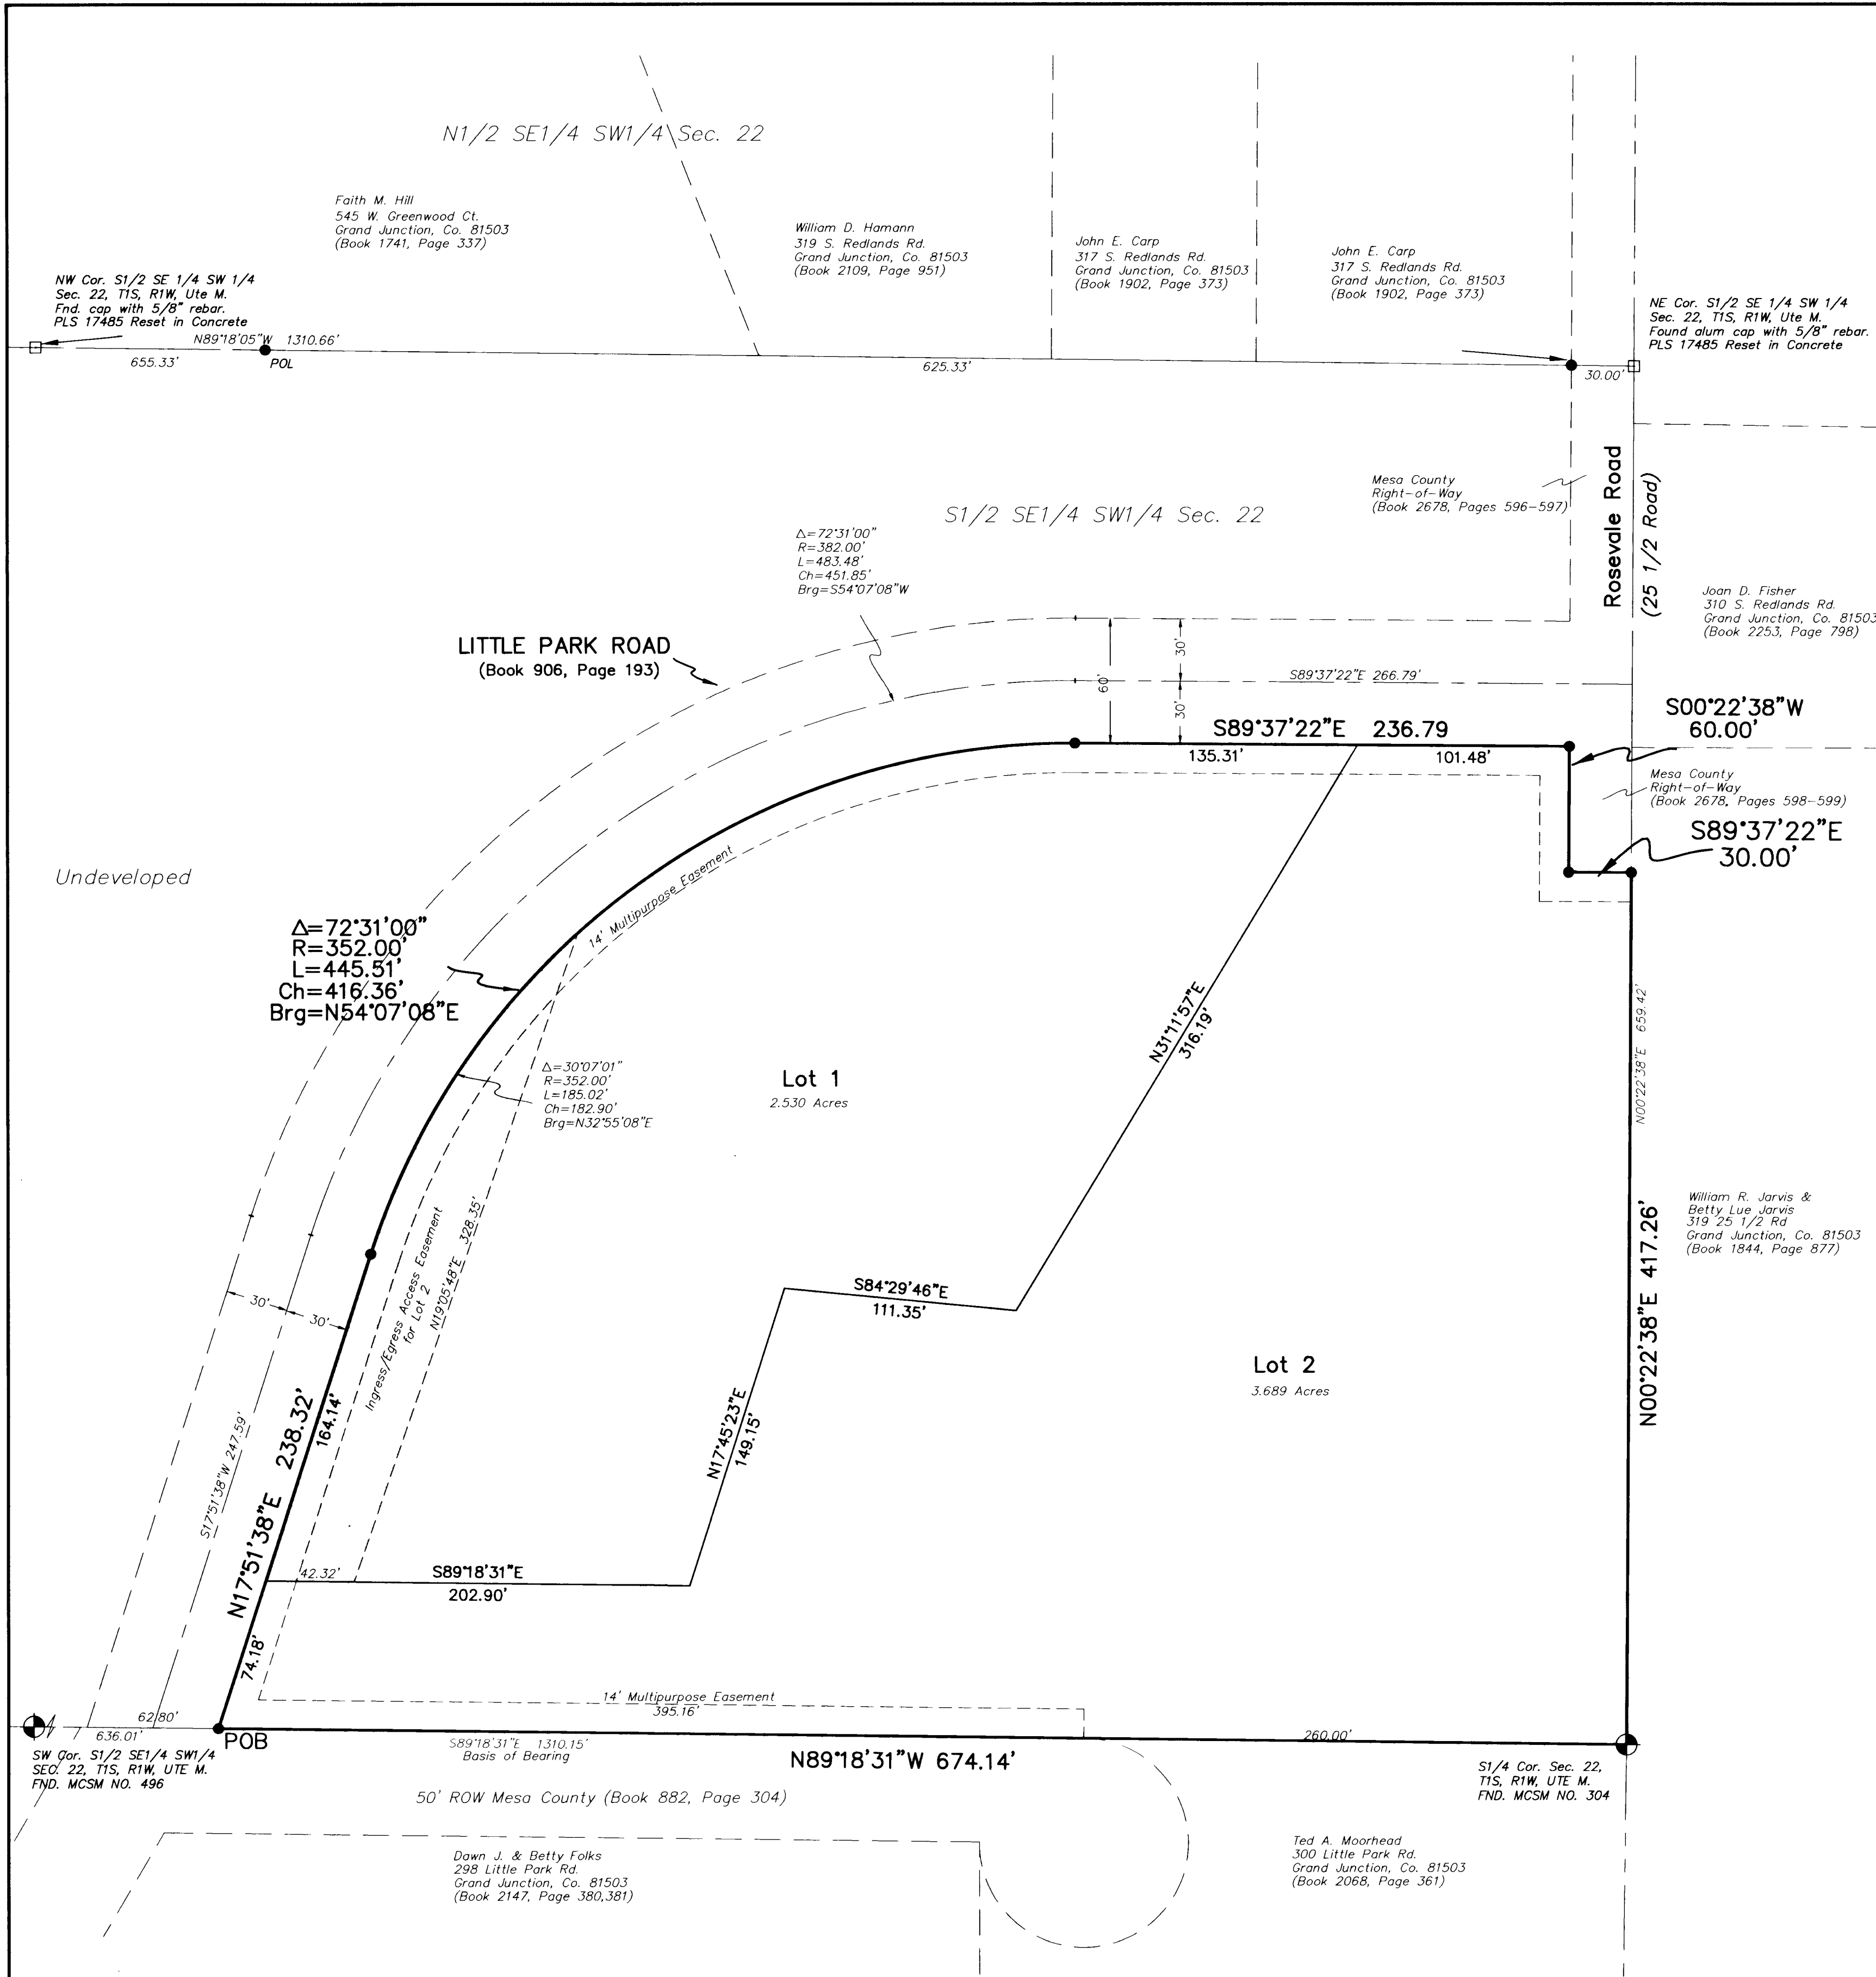 N1/2 SE1/4 SW1/4 Sec. 22
Faith M. Hill
545 W. Greenwood Ct.
Grand Junction, Co. 81503
(Book 1741, Page 337)
William D. Hamann
319 S. Redlands Rd.
Grand Junction, Co. 81503
(Book 2109, Page 951)
John E. Carp
317 S. Redlands Rd.
Grand Junction, Co. 81503
(Book 1902, Page 373)
John E. Carp
317 S. Redlands Rd.
Grand Junction, Co. 81503
(Book 1902, Page 373)
NW Cor. S1/2 SE 1/4 SW 1/4
Sec. 22, T1S, R1W, Ute M.
Fnd. cap with 5/8" rebar.
PLS 17485 Reset in Concrete
NE Cor. S1/2 SE 1/4 SW 1/4
Sec. 22, T1S, R1W, Ute M.
Found alum cap with 5/8" rebar.
PLS 17485 Reset in Concrete
N89°18'05"W 1310.66'
655.33'
POL
625.33'
30.00'
Mesa County
Right-of-Way
(Book 2678, Pages 596-597)
Rosevale Road
(25 1/2 Road)
S1/2 SE1/4 SW1/4 Sec. 22
Δ=72°31'00"
R=382.00'
L=483.48'
Ch=451.85'
Brg=S54°07'08"W
Joan D. Fisher
310 S. Redlands Rd.
Grand Junction, Co. 81503
(Book 2253, Page 798)
LITTLE PARK ROAD
(Book 906, Page 193)
60'
30'
30'
S89°37'22"E 266.79'
S00°22'38"W
60.00'
S89°37'22"E 236.79
135.31'
101.48'
Mesa County
Right-of-Way
(Book 2678, Pages 598-599)
S89°37'22"E
30.00'
Undeveloped
14' Multipurpose Easement
Δ=72°31'00"
R=352.00'
L=445.51'
Ch=416.36'
Brg=N54°07'08"E
Δ=30°07'01"
R=352.00'
L=185.02'
Ch=182.90'
Brg=N32°55'08"E
Lot 1
2.530 Acres
N31°11'57"E
316.19'
N00°22'38"E 659.42'
N00°22'38"E 417.26'
William R. Jarvis &
Betty Lue Jarvis
319 25 1/2 Rd
Grand Junction, Co. 81503
(Book 1844, Page 877)
Ingress/Egress Access Easement
for Lot 2
N19°05'48"E 328.35'
30'
30'
S84°29'46"E
111.35'
Lot 2
3.689 Acres
N17°45'23"E
149.15'
S17°51'38"W 247.59'
N17°51'38"E 238.32'
164.14'
74.18'
42.32'
S89°18'31"E
202.90'
14' Multipurpose Easement
395.16'
260.00'
62.80'
636.01'
POB
SW Cor. S1/2 SE1/4 SW1/4
SEC. 22, T1S, R1W, UTE M.
FND. MCSM NO. 496
S89°18'31"E 1310.15'
Basis of Bearing
N89°18'31"W 674.14'
S1/4 Cor. Sec. 22,
T1S, R1W, UTE M.
FND. MCSM NO. 304
50' ROW Mesa County (Book 882, Page 304)
Dawn J. & Betty Folks
298 Little Park Rd.
Grand Junction, Co. 81503
(Book 2147, Page 380,381)
Ted A. Moorhead
300 Little Park Rd.
Grand Junction, Co. 81503
(Book 2068, Page 361)